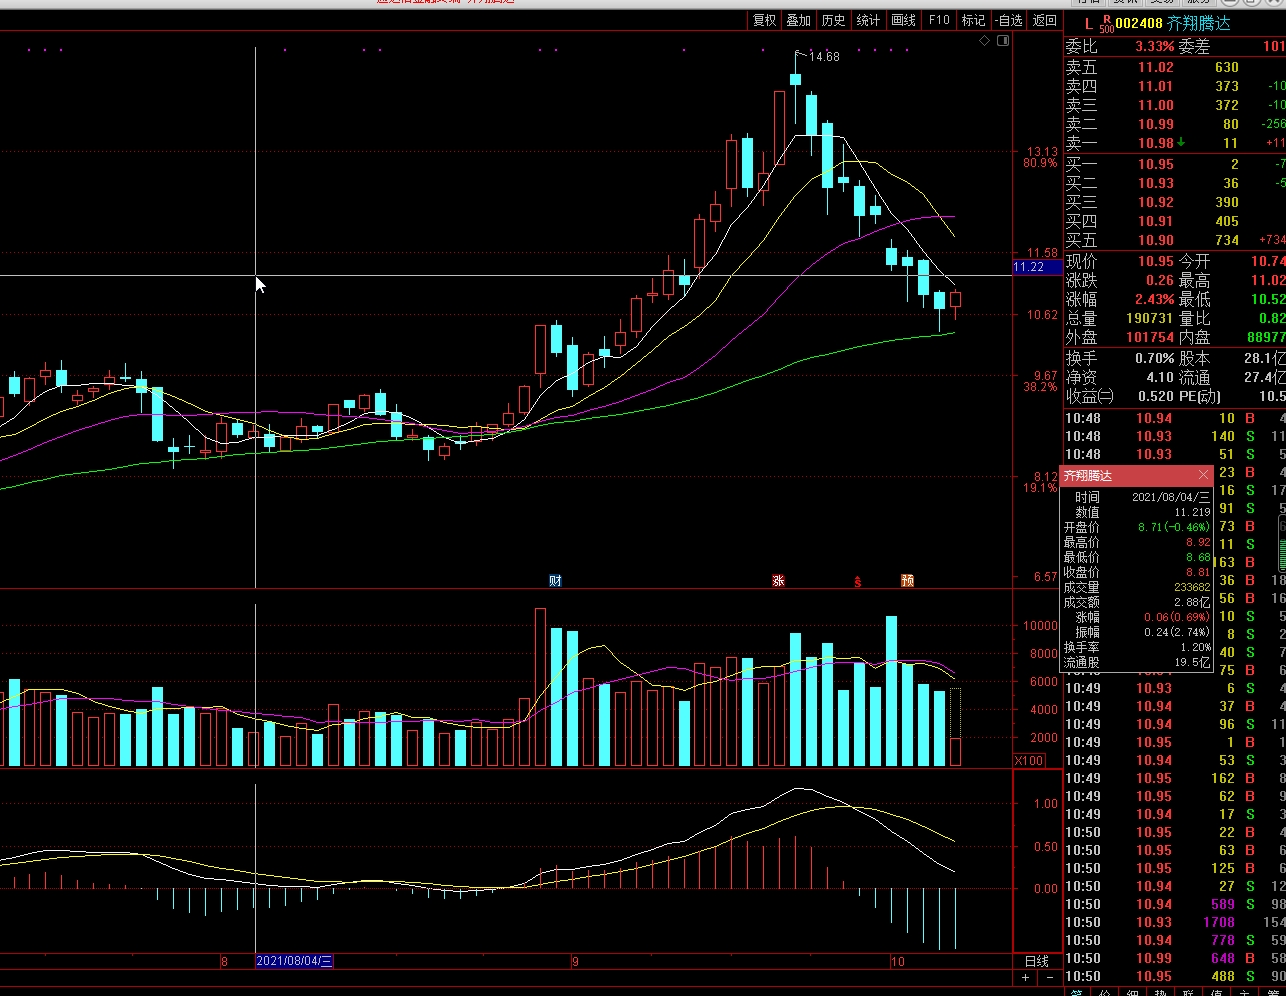 复权 叠加 历史 统计 画线 F10 标记 -自选 返回
L R 500 002408 齐翔腾达
委比 3.33% 委差 101
卖五 11.02 630
卖四 11.01 373 -10
卖三 11.00 372 -10
卖二 10.99 80 -256
卖一 10.98 11 +11
买一 10.95 2 -7
买二 10.93 36 -5
买三 10.92 390
买四 10.91 405
买五 10.90 734 +734
现价 10.95 今开 10.74
涨跌 0.26 最高 11.02
涨幅 2.43% 最低 10.52
总量 190731 量比 0.82
外盘 101754 内盘 88977
换手 0.70% 股本 28.1亿
净资 4.10 流通 27.4亿
收益㈡ 0.520 PE(动) 10.5
10:48 10.94 10 B 4
10:48 10.93 140 S 11
10:48 10.93 51 S 5
23 B 4
16 S 17
91 S 5
73 B
11 S
163 B
36 B 18
56 B 16
10 S 5
8 S 2
40 S 7
75 B 6
10:49 10.93 6 S 4
10:49 10.94 37 B 4
10:49 10.94 96 S 11
10:49 10.95 1 B 1
10:49 10.94 53 S 3
10:49 10.95 162 B 8
10:49 10.95 62 B 9
10:49 10.94 17 S 3
10:50 10.95 22 B 4
10:50 10.95 63 B 6
10:50 10.95 125 B 6
10:50 10.94 27 S 12
10:50 10.94 589 S 98
10:50 10.93 1708 154
10:50 10.94 778 S 59
10:50 10.99 648 B 58
10:50 10.95 488 S 90
齐翔腾达
时间 2021/08/04/三
数值 11.219
开盘价 8.71(-0.46%)
最高价 8.92
最低价 8.68
收盘价 8.81
成交量 233682
成交额 2.88亿
涨幅 0.06(0.69%)
振幅 0.24(2.74%)
换手率 1.20%
流通股 19.5亿
14.68
13.13
80.9%
11.58
11.22
10.62
9.67
38.2%
8.12
19.1%
6.57
财 涨 $ 预
10000
8000
6000
4000
2000
X100
1.00
0.50
0.00
8 2021/08/04/三 9 10 日线
+ -